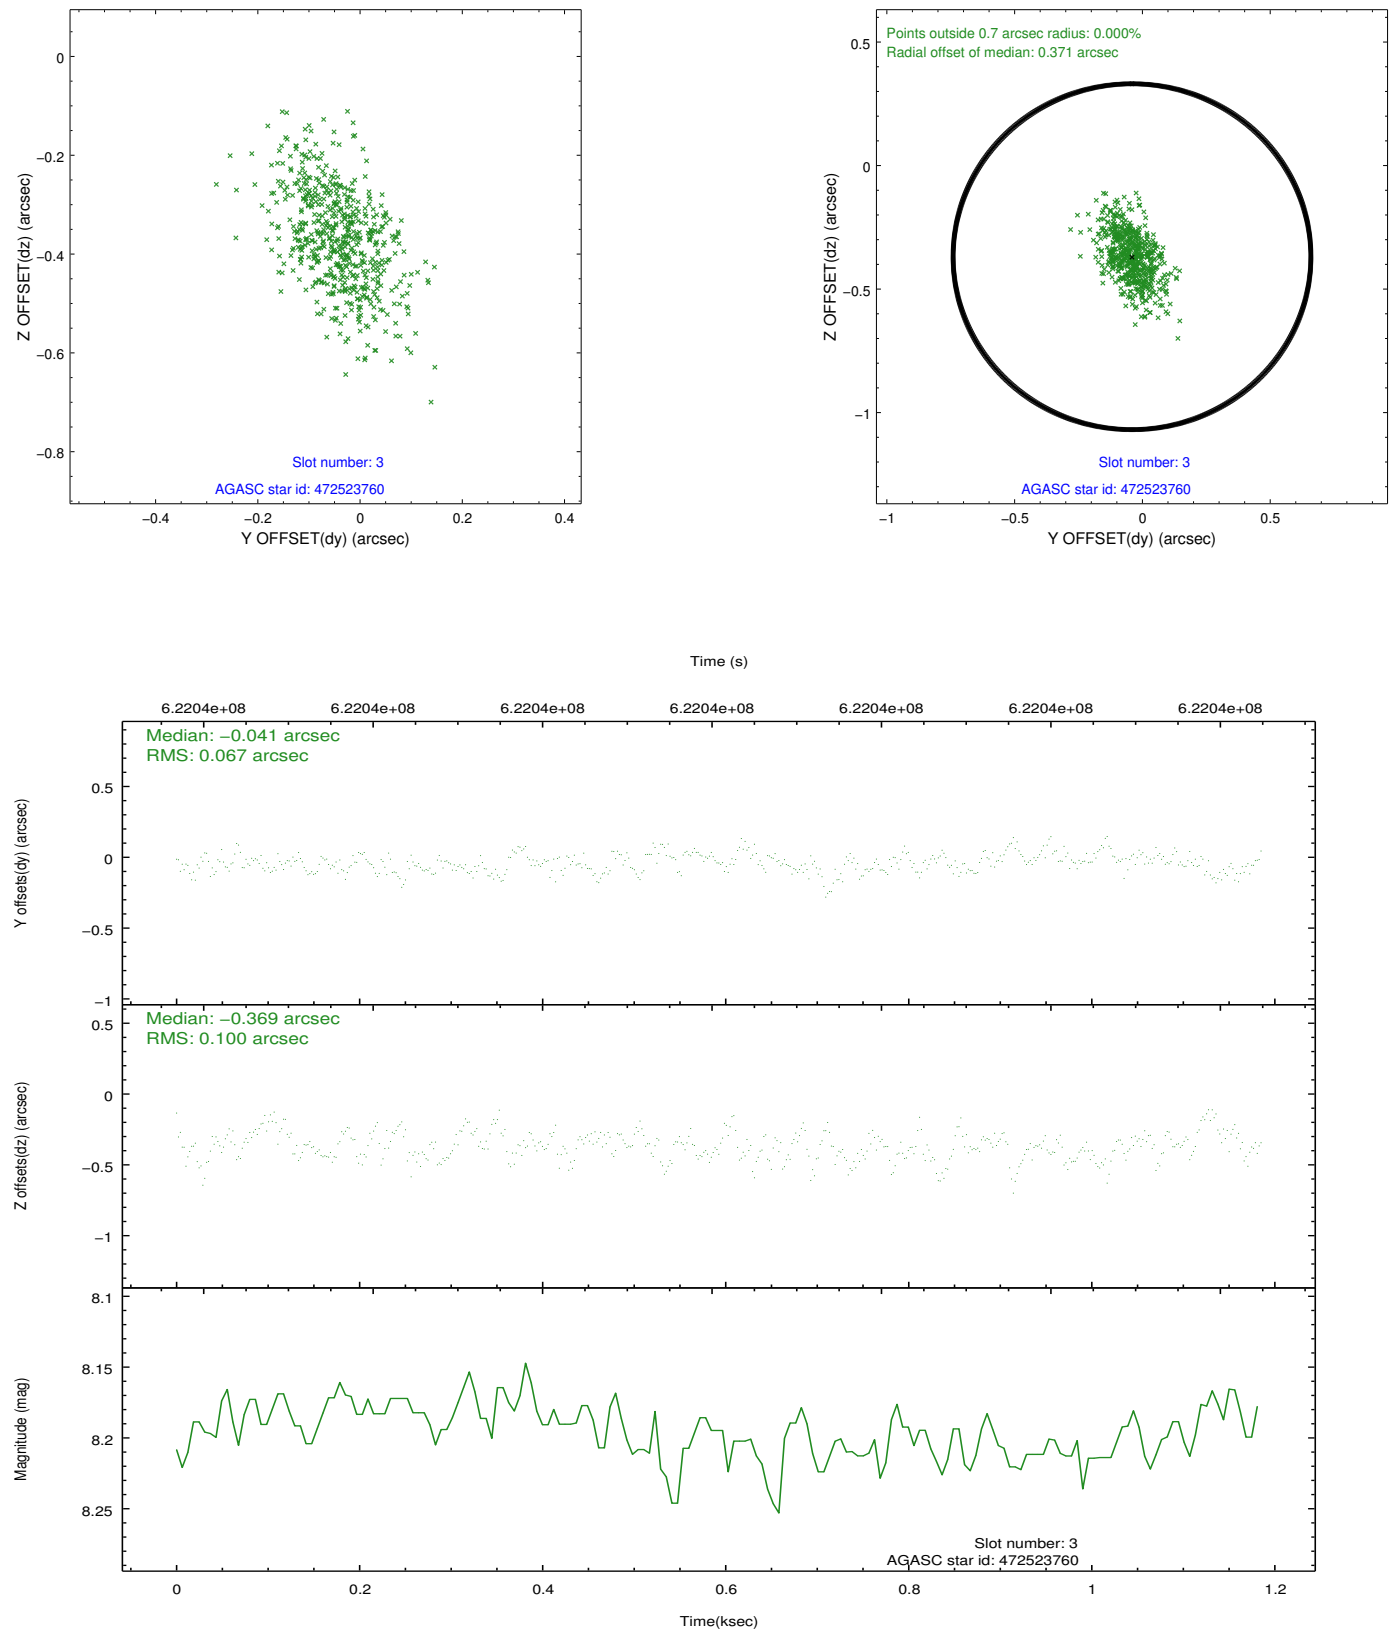 0
−0.2
−0.4
−0.6
−0.8
Z OFFSET(dz) (arcsec)
Slot number: 3
AGASC star id: 472523760
−0.4 −0.2 0 0.2 0.4
Y OFFSET(dy) (arcsec)
Points outside 0.7 arcsec radius: 0.000%
Radial offset of median: 0.371 arcsec
0.5
0
−0.5
−1
Z OFFSET(dz) (arcsec)
Slot number: 3
AGASC star id: 472523760
−1 −0.5 0 0.5
Y OFFSET(dy) (arcsec)
Time (s)
6.2204e+08 6.2204e+08 6.2204e+08 6.2204e+08 6.2204e+08 6.2204e+08 6.2204e+08
Median: −0.041 arcsec
RMS: 0.067 arcsec
0.5
0
−0.5
−1
Y offsets(dy) (arcsec)
Median: −0.369 arcsec
RMS: 0.100 arcsec
0.5
0
−0.5
−1
Z offsets(dz) (arcsec)
8.1
8.15
8.2
8.25
Magnitude (mag)
Slot number: 3
AGASC star id: 472523760
0 0.2 0.4 0.6 0.8 1 1.2
Time(ksec)